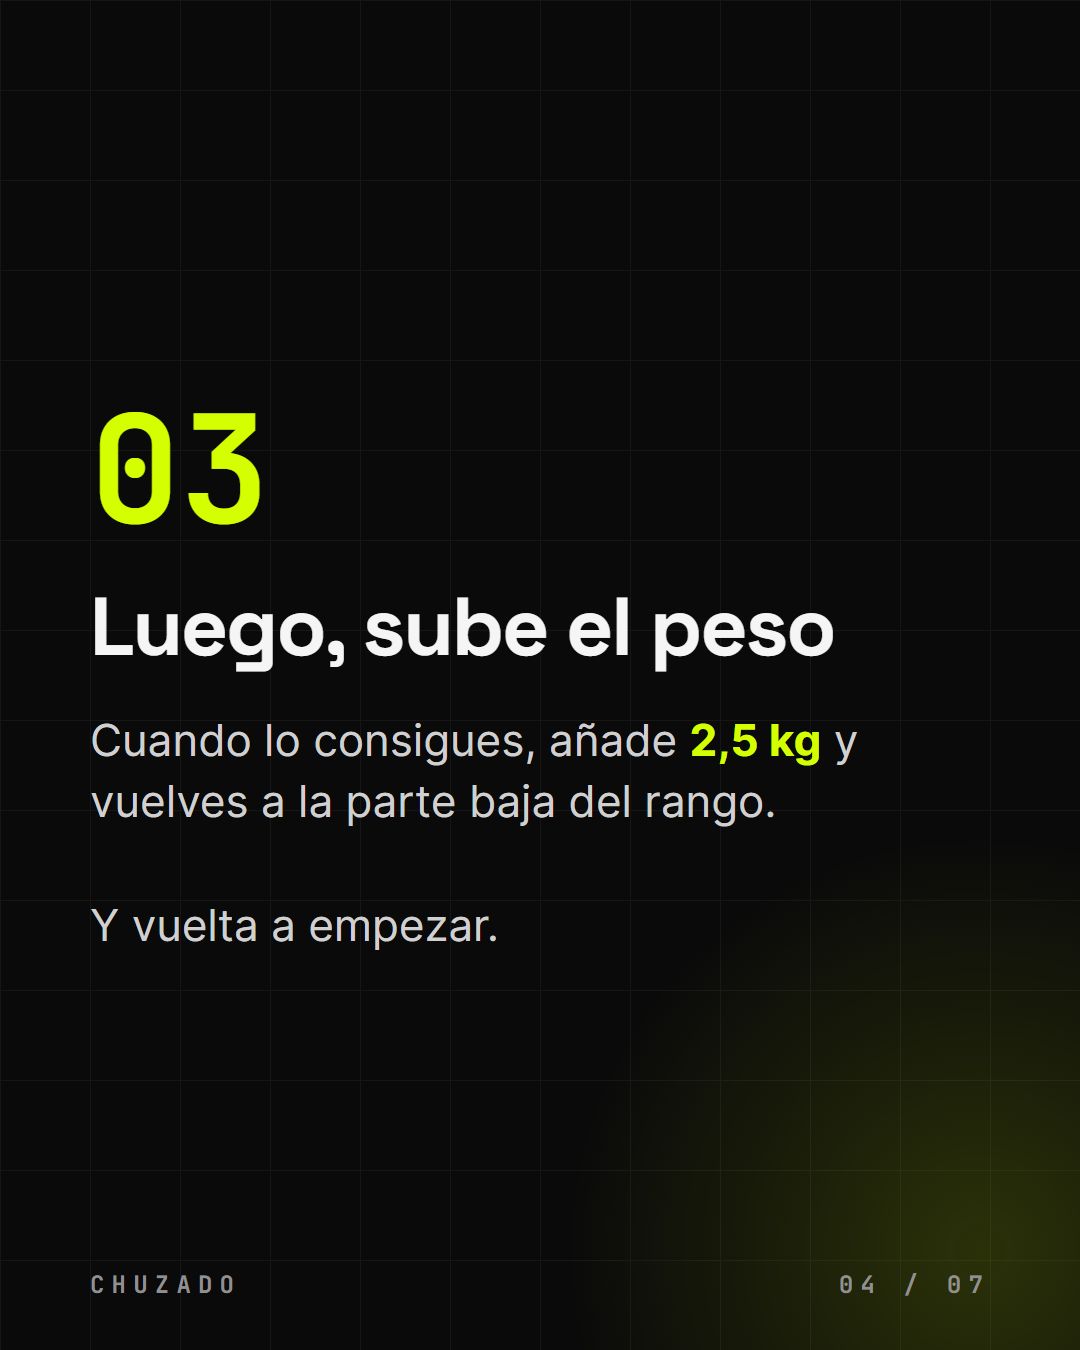 03
Luego, sube el peso
Cuando lo consigues, añade 2,5 kg y
vuelves a la parte baja del rango.
Y vuelta a empezar.
CHUZADO
04 / 07